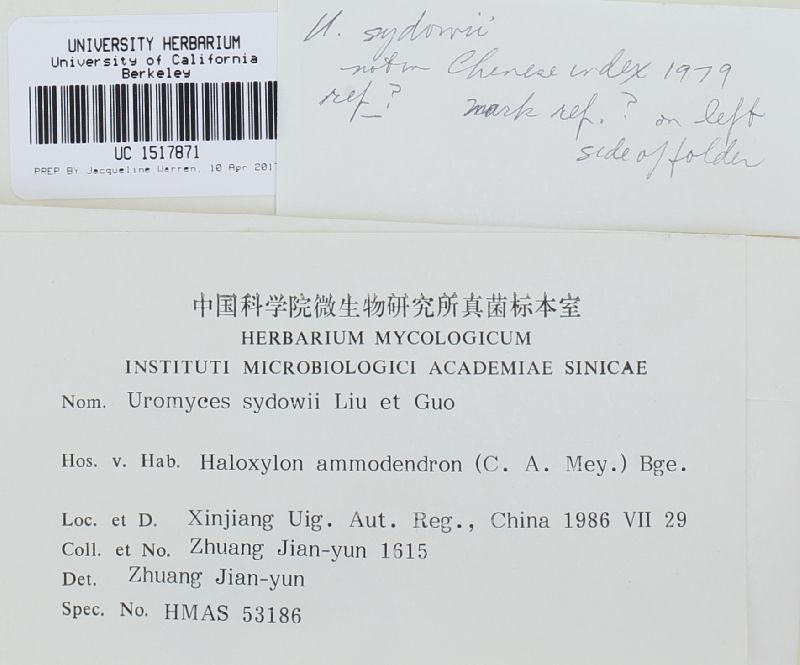 UNIVERSITY HERBARIUM
University of California
Berkeley
UC 1517871
PREP BY Jacqueline Warren, 10 Apr 201
U. sydowii
not in Chinese index 1979
ref? mark ref. ? on left
side of folder
中国科学院微生物研究所真菌标本室
HERBARIUM MYCOLOGICUM
INSTITUTI MICROBIOLOGICI ACADEMIAE SINICAE
Nom. Uromyces sydowii Liu et Guo
Hos. v. Hab. Haloxylon ammodendron (C. A. Mey.) Bge.
Loc. et D. Xinjiang Uig. Aut. Reg., China 1986 VII 29
Coll. et No. Zhuang Jian-yun 1615
Det. Zhuang Jian-yun
Spec. No. HMAS 53186